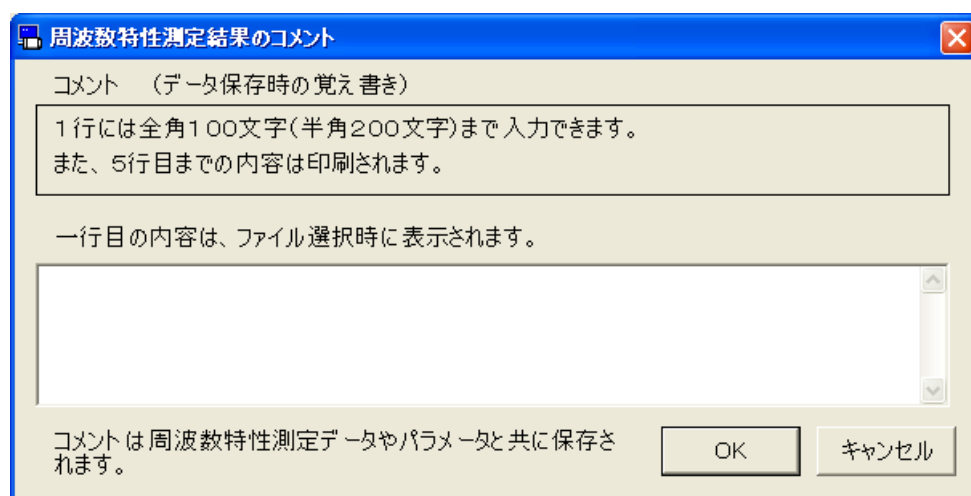 周波数特性測定結果のコメント
コメント　(データ保存時の覚え書き)
1行には全角100文字(半角200文字)まで入力できます。
また、5行目までの内容は印刷されます。
一行目の内容は、ファイル選択時に表示されます。
コメントは周波数特性測定データやパラメータと共に保存さ
れます。
OK
キャンセル